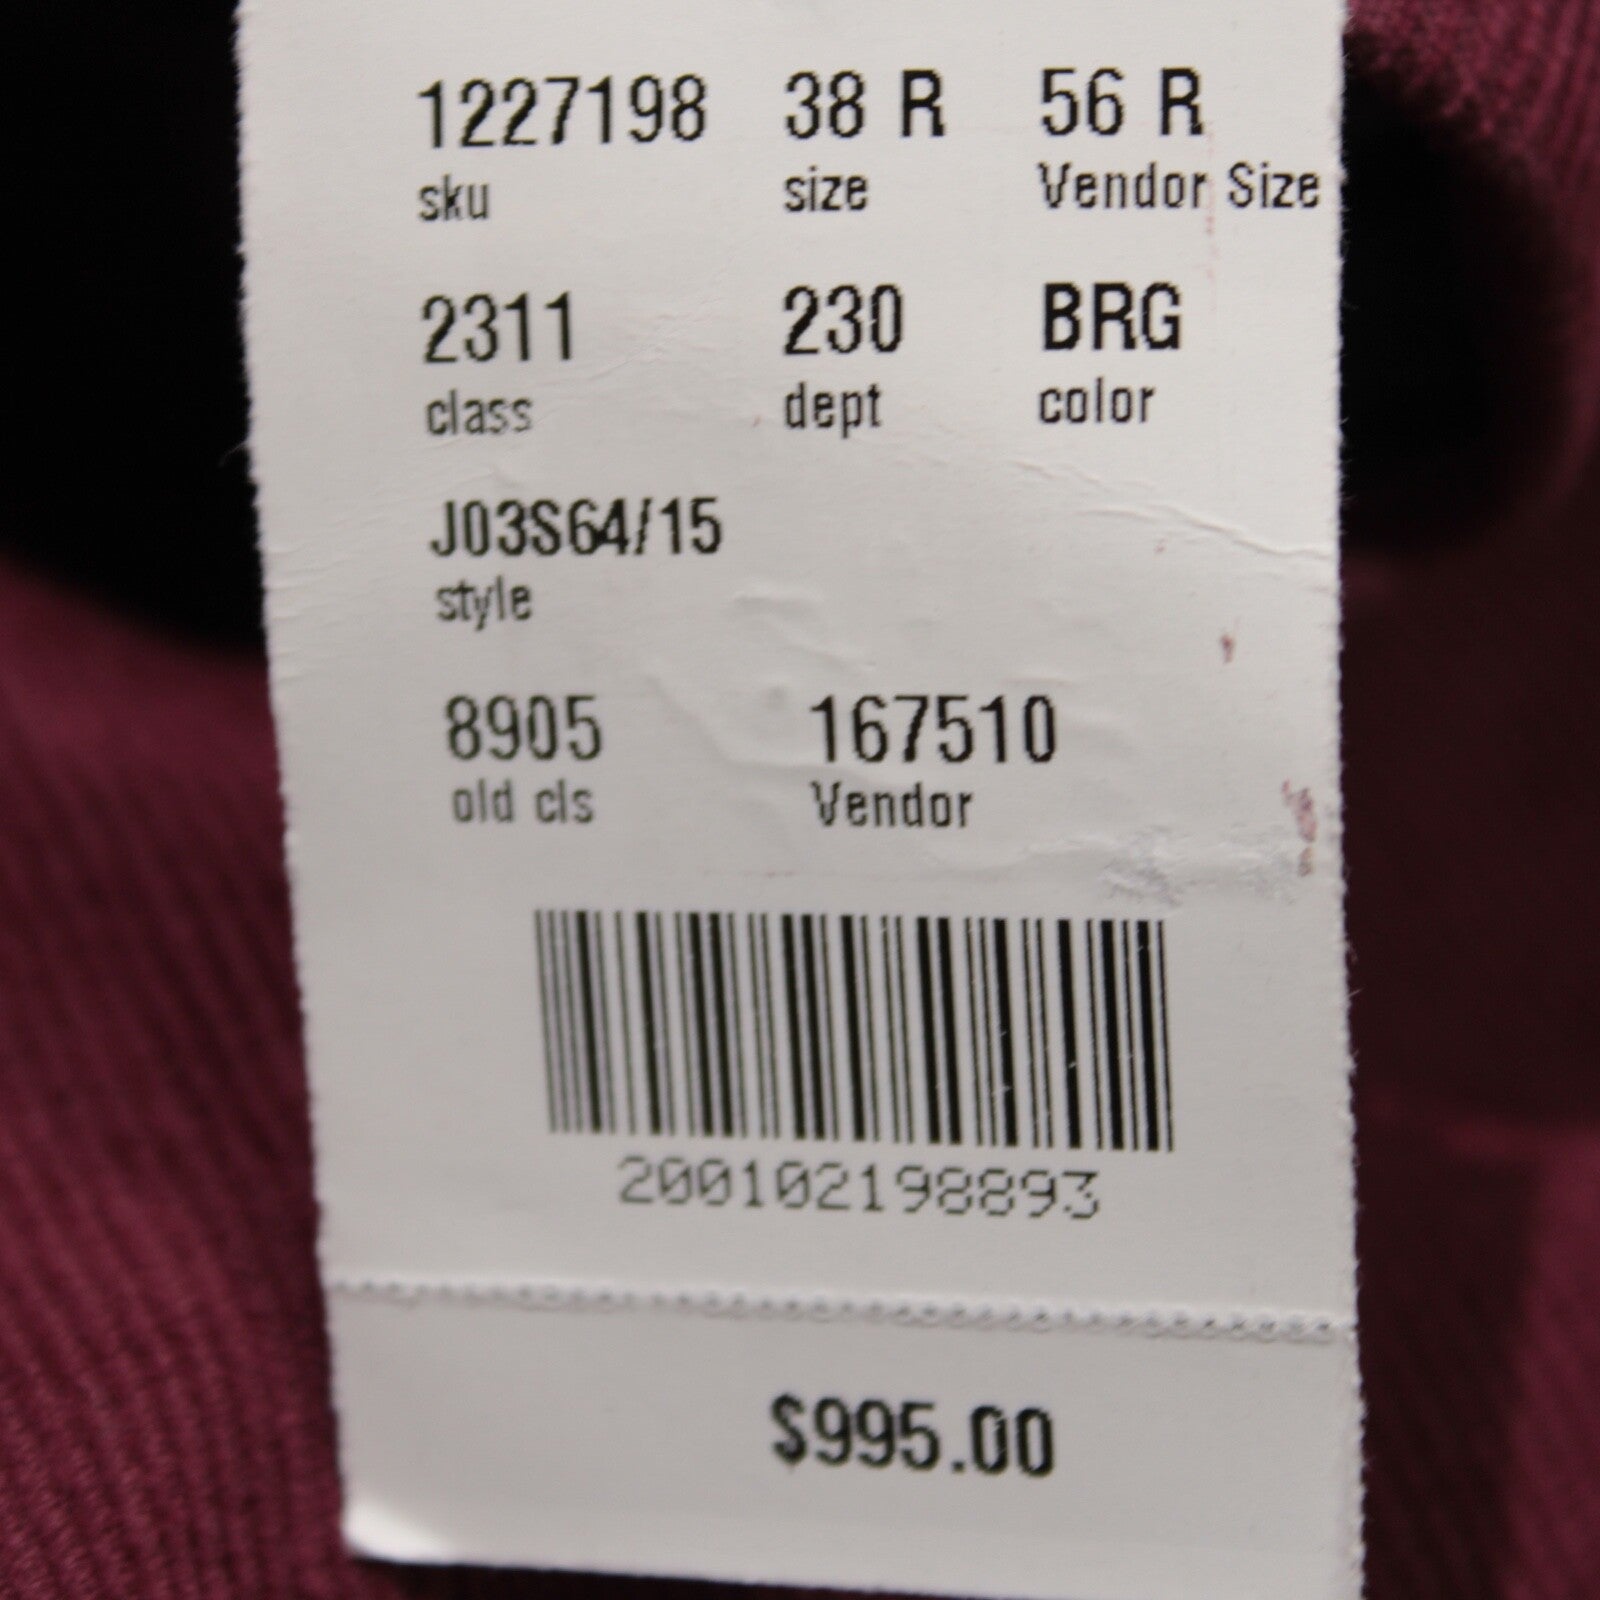 1227198 38 R 56 R
sku size Vendor Size
2311 230 BRG
class dept color
J03S64/15
style
8905 167510
old cls Vendor
200102198893
$995.00